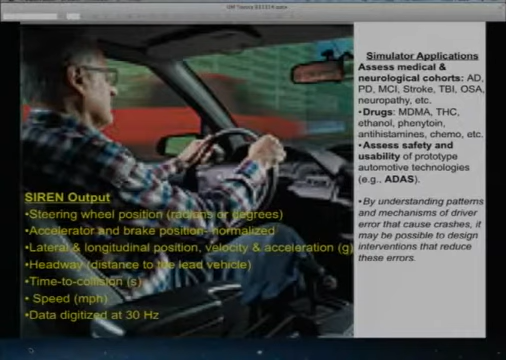 Simulator Applications
Assess medical &
neurological cohorts: AD,
PD, MCI, Stroke, TBI, OSA,
neuropathy, etc.
•Drugs: MDMA, THC,
ethanol, phenytoin,
antihistamines, chemo, etc.
•Assess safety and
usability of prototype
automotive technologies
(e.g., ADAS).
•By understanding patterns
and mechanisms of driver
error that cause crashes, it
may be possible to design
interventions that reduce
these errors.
SIREN Output
•Steering wheel position (radians or degrees)
•Accelerator and brake position- normalized
•Lateral & longitudinal position, velocity & acceleration (g)
•Headway (distance to the lead vehicle)
•Time-to-collision (s)
• Speed (mph)
•Data digitized at 30 Hz